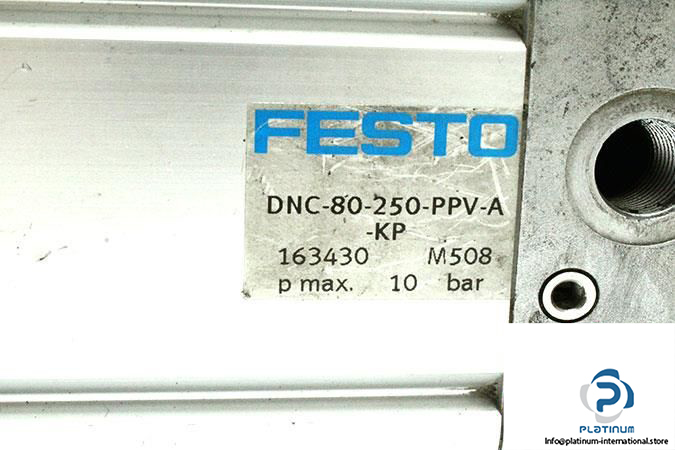 FESTO
DNC-80-250-PPV-A
-KP
163430 M508
p max. 10 bar
PLATINUM
info@platinum-international.store